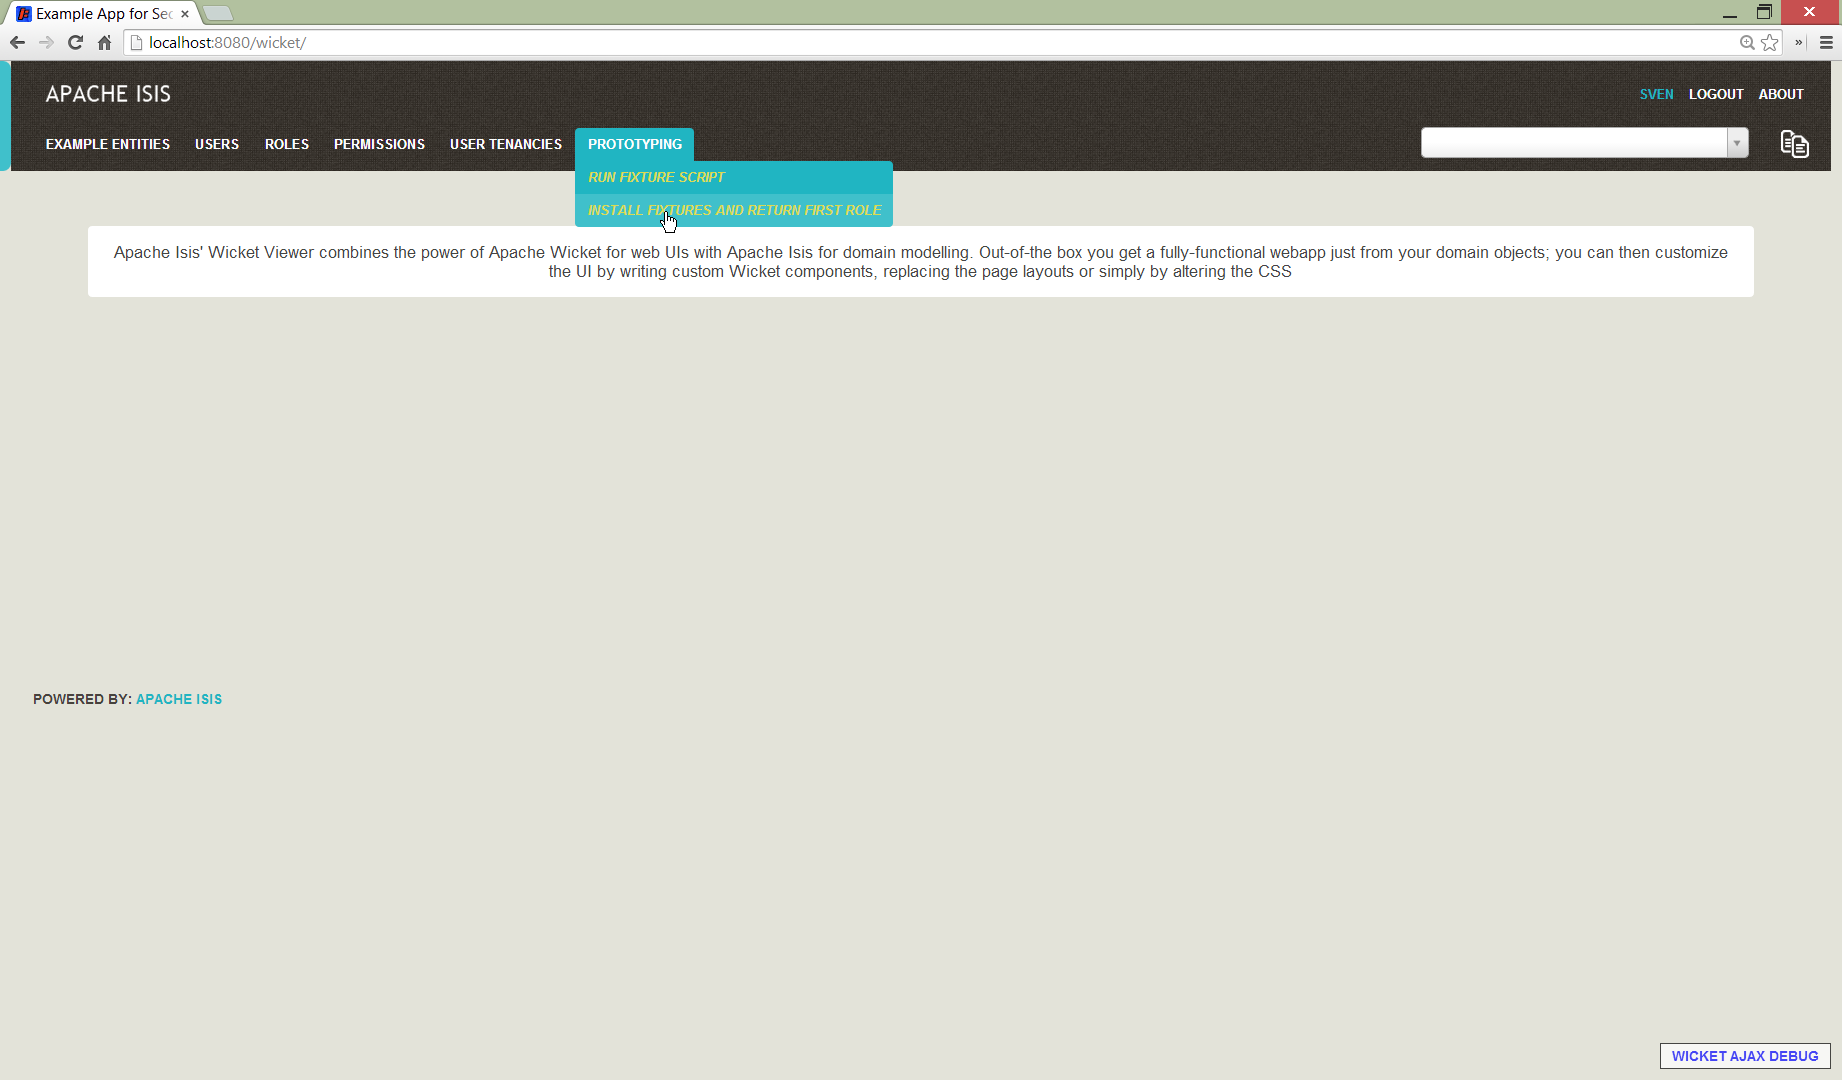 Example App for Sec
localhost:8080/wicket/
APACHE ISIS
SVEN LOGOUT ABOUT
EXAMPLE ENTITIES USERS ROLES PERMISSIONS USER TENANCIES PROTOTYPING
RUN FIXTURE SCRIPT
INSTALL FIXTURES AND RETURN FIRST ROLE
Apache Isis' Wicket Viewer combines the power of Apache Wicket for web UIs with Apache Isis for domain modelling. Out-of-the box you get a fully-functional webapp just from your domain objects; you can then customize
the UI by writing custom Wicket components, replacing the page layouts or simply by altering the CSS
POWERED BY: APACHE ISIS
WICKET AJAX DEBUG